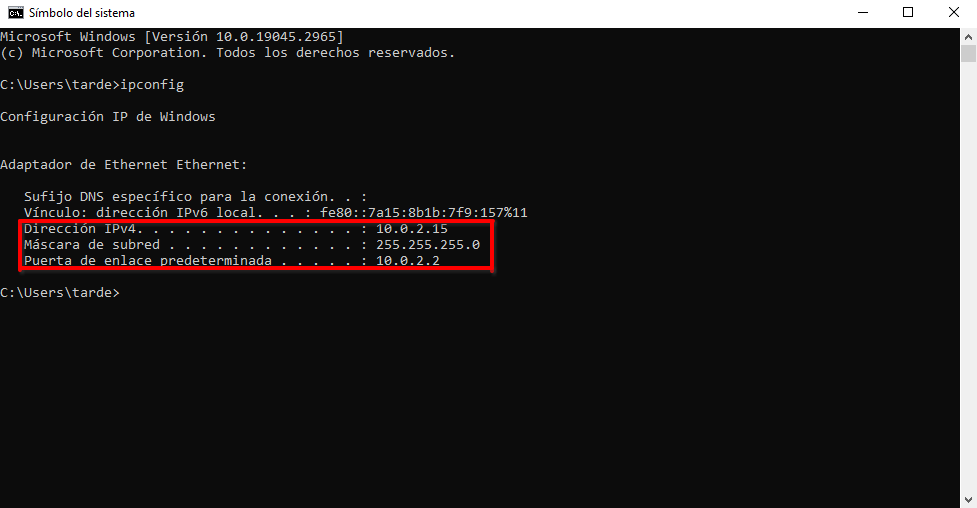 Símbolo del sistema
Microsoft Windows [Versión 10.0.19045.2965]
(c) Microsoft Corporation. Todos los derechos reservados.
C:\Users\tarde>ipconfig
Configuración IP de Windows
Adaptador de Ethernet Ethernet:
Sufijo DNS específico para la conexión. . :
Vínculo: dirección IPv6 local. . . : fe80::7a15:8b1b:7f9:157%11
Dirección IPv4. . . . . . . . . . . . . . : 10.0.2.15
Máscara de subred . . . . . . . . . . . . : 255.255.255.0
Puerta de enlace predeterminada . . . . . : 10.0.2.2
C:\Users\tarde>